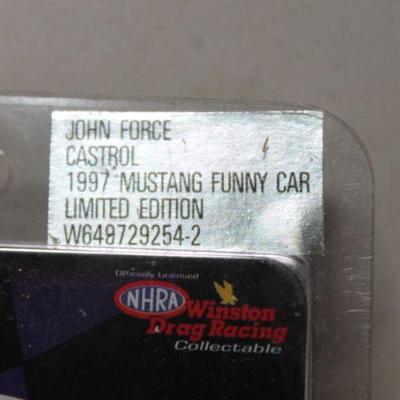 JOHN FORCE
CASTROL
1997 MUSTANG FUNNY CAR
LIMITED EDITION
W648729254-2
Officially Licensed
NHRA Winston
Drag Racing
Collectable